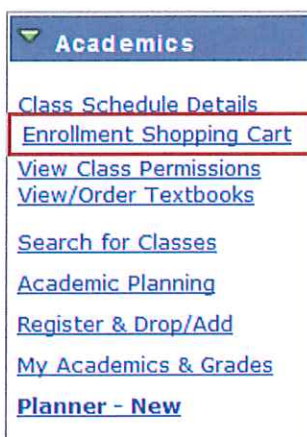 Academics
Class Schedule Details
Enrollment Shopping Cart
View Class Permissions
View/Order Textbooks
Search for Classes
Academic Planning
Register & Drop/Add
My Academics & Grades
Planner - New